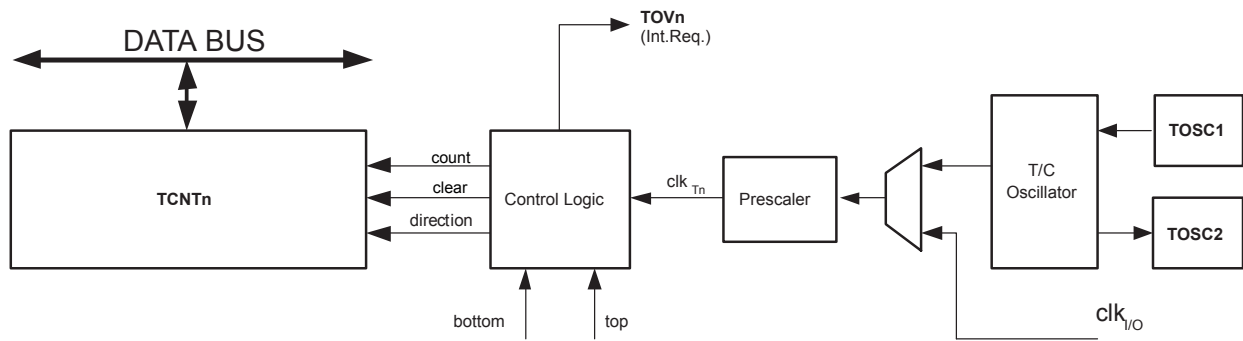 TOVn
(Int.Req.)
DATA BUS
TOSC1
count
T/C
Oscillator
clk Tn
TCNTn
clear
Control Logic
Prescaler
direction
TOSC2
bottom
top
clk I/O